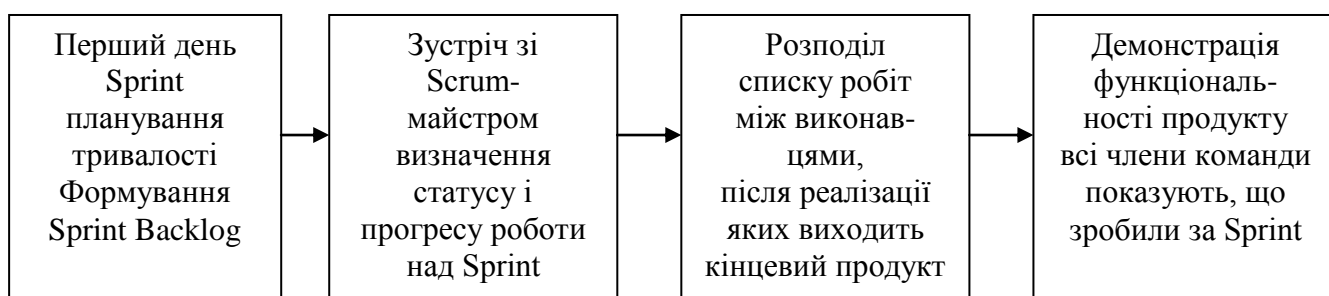 Перший день
Sprint
планування
тривалості
Формування
Sprint Backlog
Зустріч зі
Scrum-
майстром
визначення
статусу і
прогресу роботи
над Sprint
Розподіл
списку робіт
між виконав-
цями,
після реалізації
яких виходить
кінцевий продукт
Демонстрація
функціональ-
ності продукту
всі члени команди
показують, що
зробили за Sprint